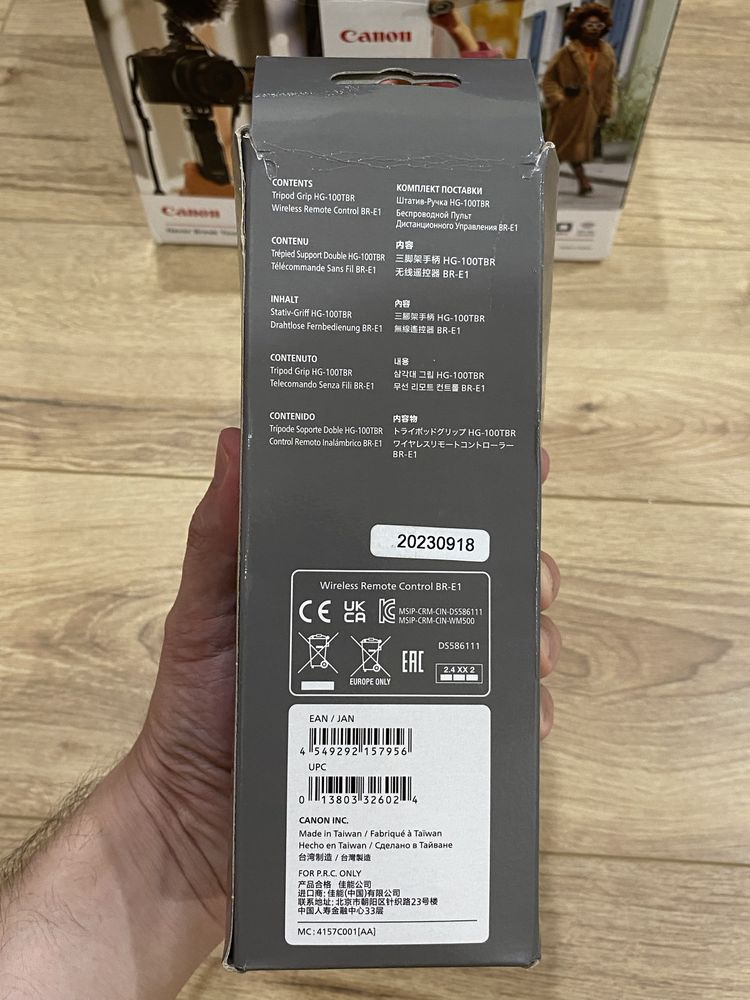 Canon
Canon
CONTENTS
Tripod Grip HG-100TBR
Wireless Remote Control BR-E1
CONTENU
Trépied Support Double HG-100TBR
Télécommande Sans Fil BR-E1
INHALT
Stativ-Griff HG-100TBR
Drahtlose Fernbedienung BR-E1
CONTENUTO
Tripod Grip HG-100TBR
Telecomando Senza Fili BR-E1
CONTENIDO
Trípode Soporte Doble HG-100TBR
Control Remoto Inalámbrico BR-E1
КОМПЛЕКТ ПОСТАВКИ
Штатив-Ручка HG-100TBR
Беспроводной Пульт
Дистанционного Управления BR-E1
内容
三脚架手柄 HG-100TBR
无线遥控器 BR-E1
內容
三腳架手柄 HG-100TBR
無線遙控器 BR-E1
내용
삼각대 그립 HG-100TBR
무선 리모트 컨트롤 BR-E1
内容物
トライポッドグリップ HG-100TBR
ワイヤレスリモートコントローラー
BR-E1
20230918
Wireless Remote Control BR-E1
CE UK CA MSIP-CRM-CIN-DS586111
MSIP-CRM-CIN-WM500
DS586111
EUROPE ONLY
EAC
2.4 XX 2
EAN / JAN
4 549292 157956
UPC
0 13803 32602 4
CANON INC.
Made in Taiwan / Fabriqué à Taïwan
Hecho en Taiwán / Сделано в Тайване
台湾制造 / 台灣製造
FOR P.R.C. ONLY
产品合格 佳能公司
进口商: 佳能(中国)有限公司
联系地址: 北京市朝阳区针织路23号楼
中国人寿金融中心33层
MC : 4157C001[AA]